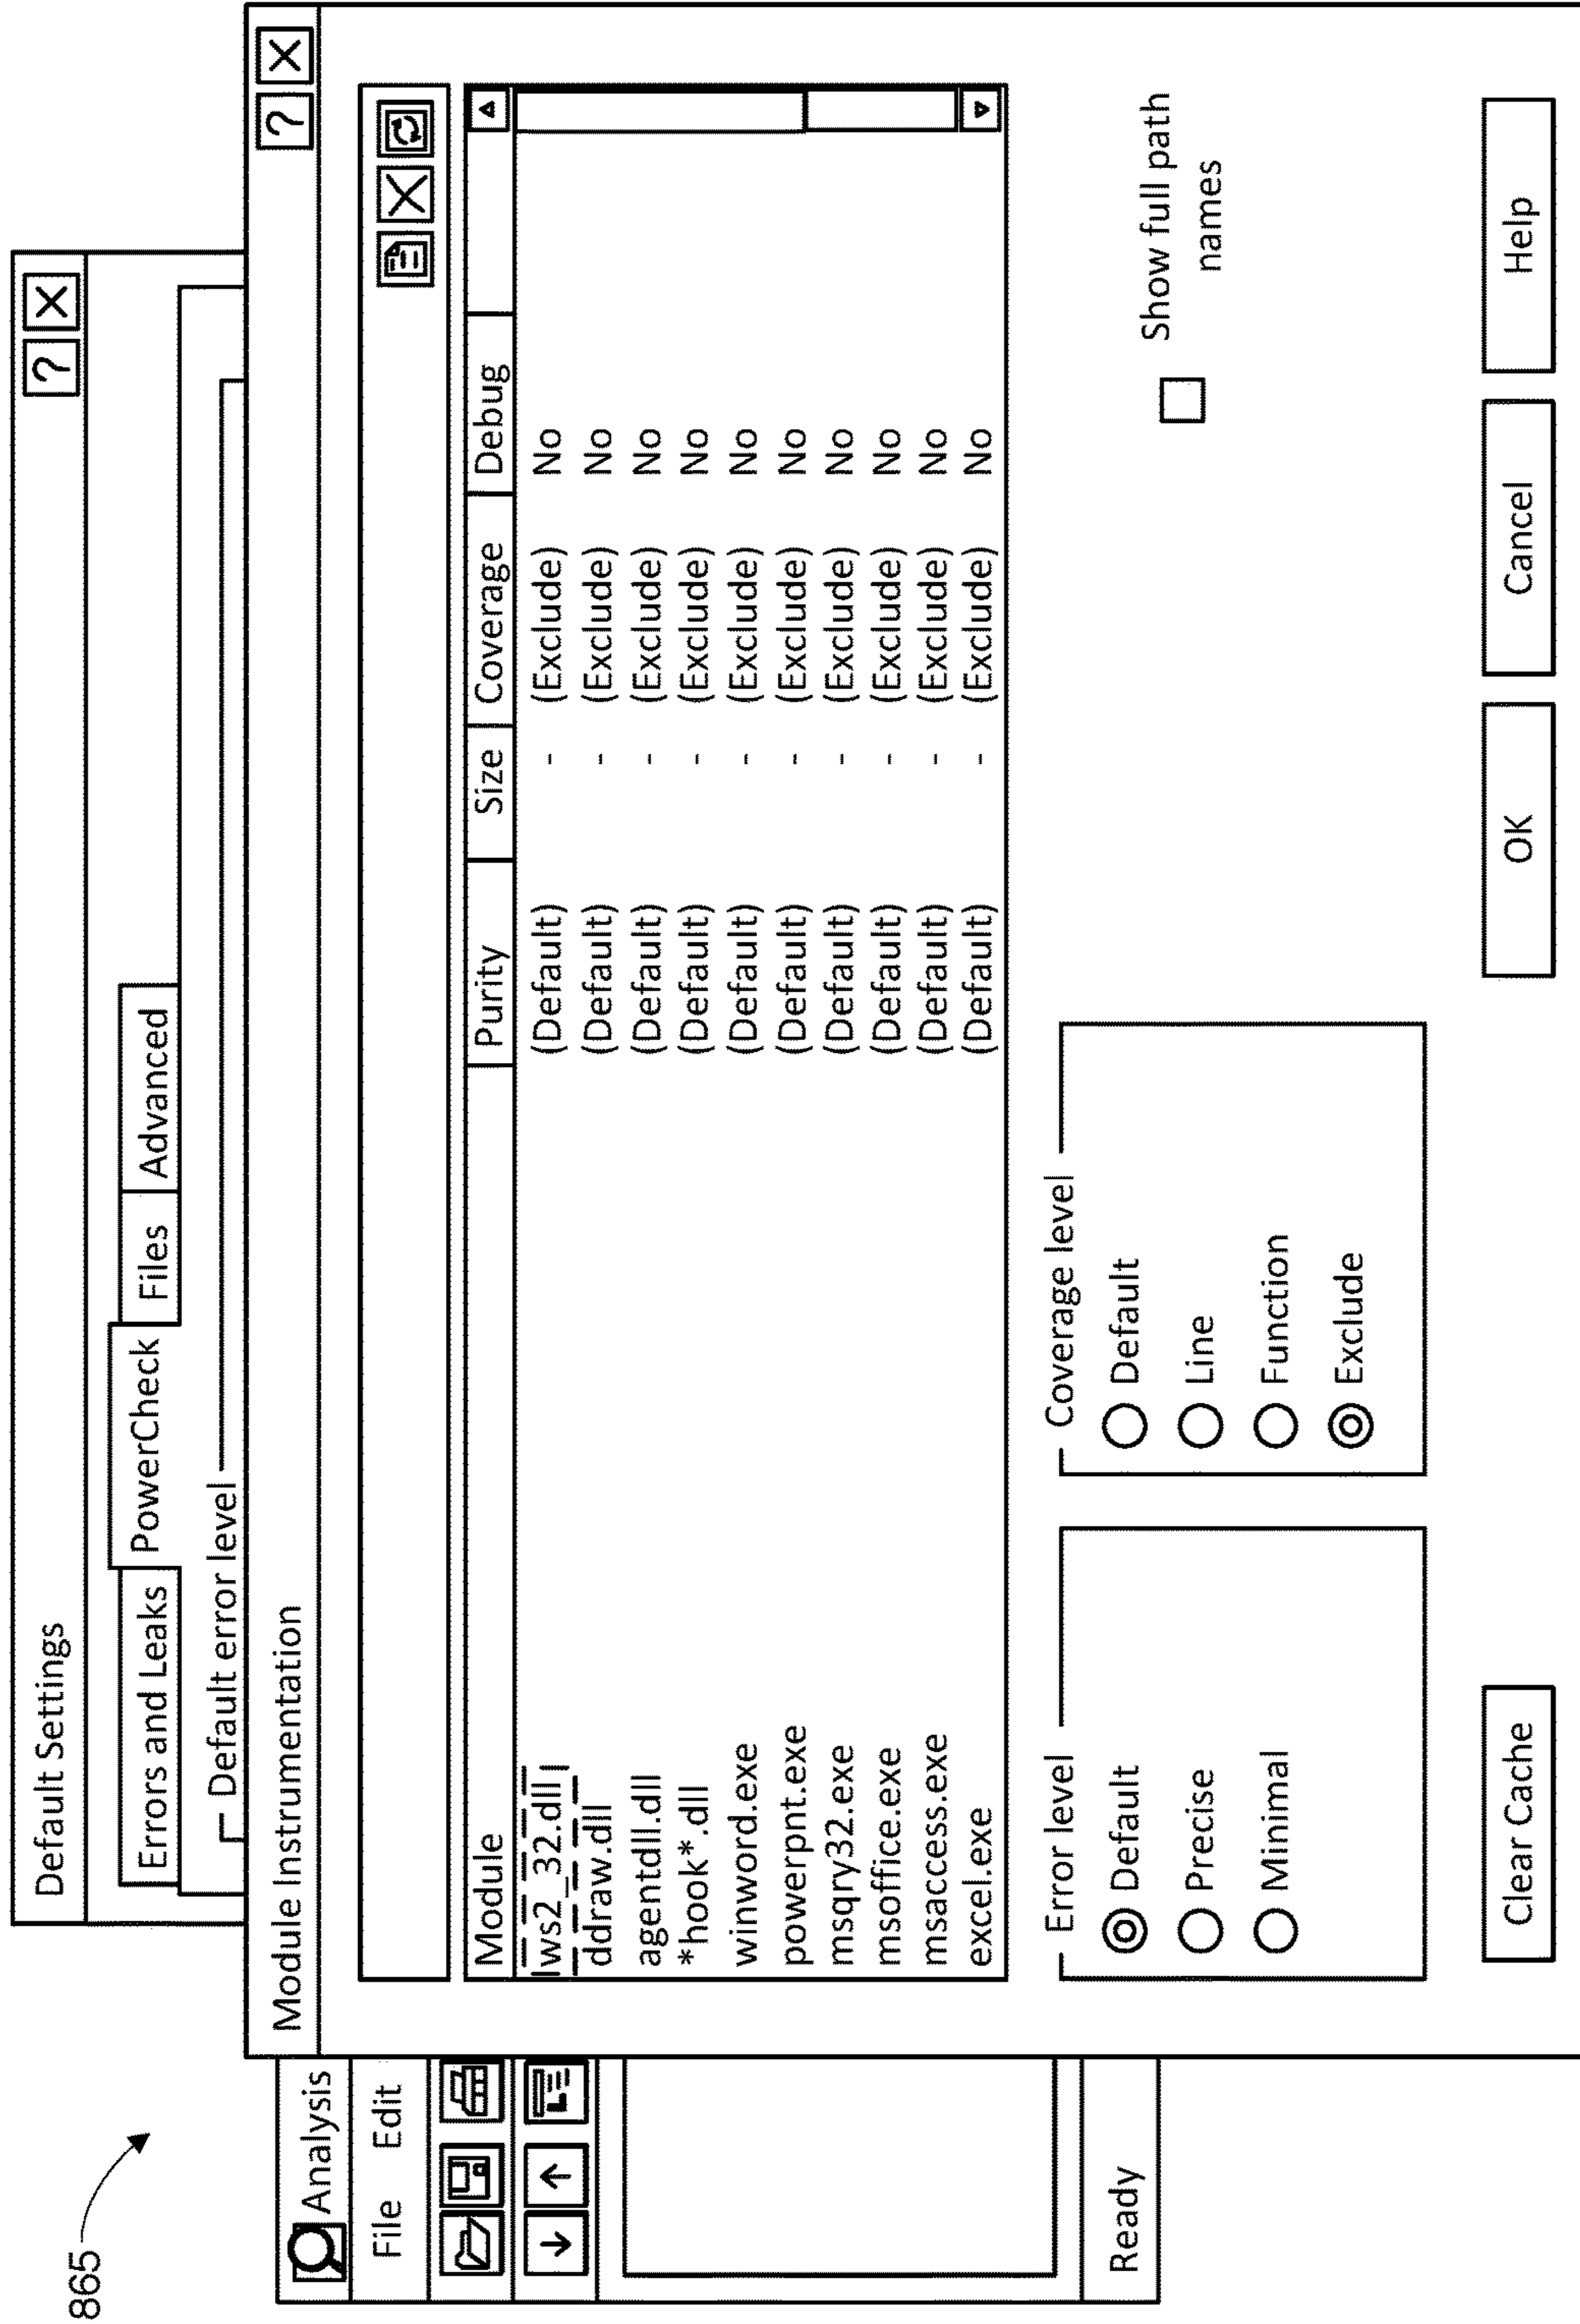 865
Default Settings
? X
Errors and Leaks PowerCheck Files Advanced
Default error level
Analysis
File Edit
Ready
Module Instrumentation
? X
Module Purity Size Coverage Debug
ws2_32.dll (Default) - (Exclude) No
ddraw.dll (Default) - (Exclude) No
agentdll.dll (Default) - (Exclude) No
*hook*.dll (Default) - (Exclude) No
winword.exe (Default) - (Exclude) No
powerpnt.exe (Default) - (Exclude) No
msqry32.exe (Default) - (Exclude) No
msoffice.exe (Default) - (Exclude) No
msaccess.exe (Default) - (Exclude) No
excel.exe (Default) - (Exclude) No
Error level
Default
Precise
Minimal
Coverage level
Default
Line
Function
Exclude
Show full path
names
Clear Cache OK Cancel Help